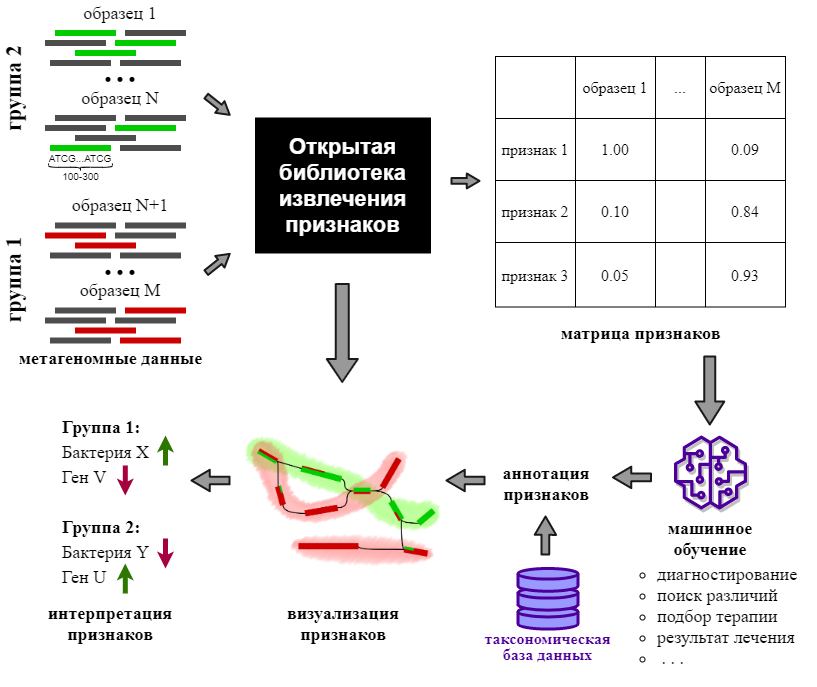 группа 2
образец 1
...
образец N
ATCG...ATCG
100-300
группа 1
образец N+1
...
образец M
метагеномные данные
Открытая
библиотека
извлечения
признаков
образец 1 ... образец M
признак 1 1.00 0.09
признак 2 0.10 0.84
признак 3 0.05 0.93
матрица признаков
машинное
обучение
диагностирование
поиск различий
подбор терапии
результат лечения
. . .
аннотация
признаков
таксономическая
база данных
визуализация
признаков
Группа 1:
Бактерия X
Ген V
Группа 2:
Бактерия Y
Ген U
интерпретация
признаков